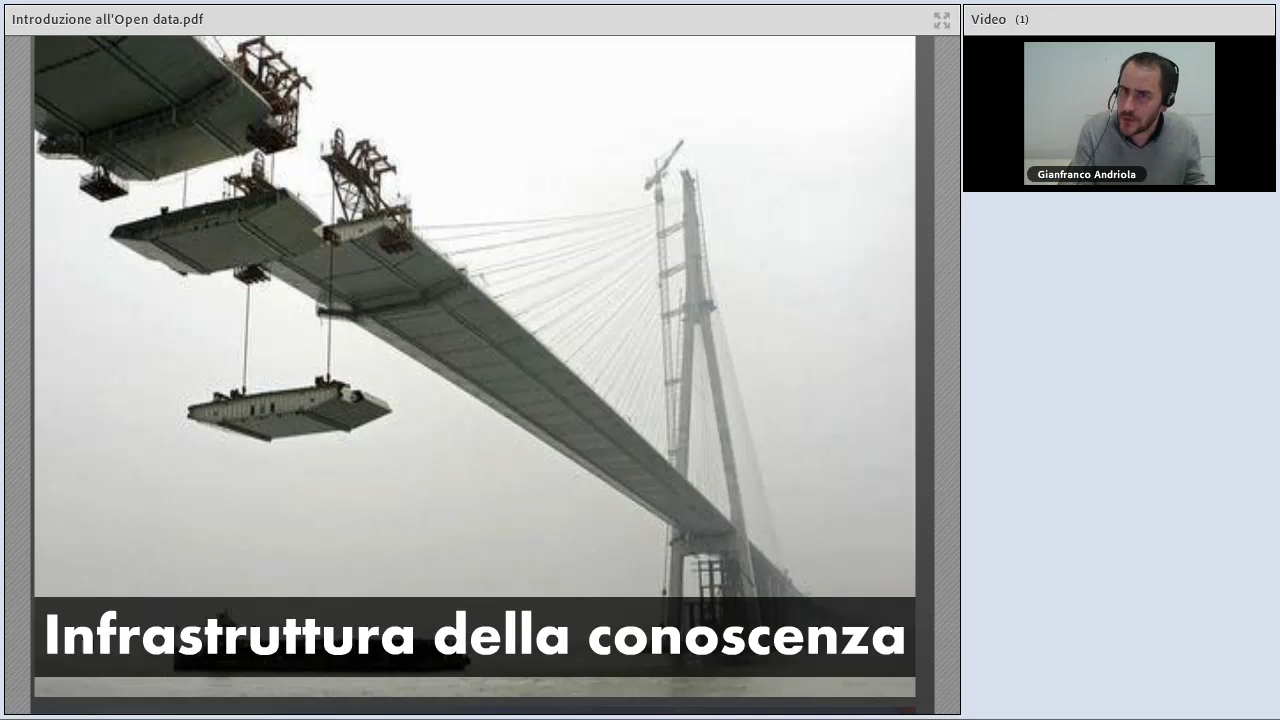 Introduzione all'Open data.pdf
Video (1)
Gianfranco Andriola
Infrastruttura della conoscenza